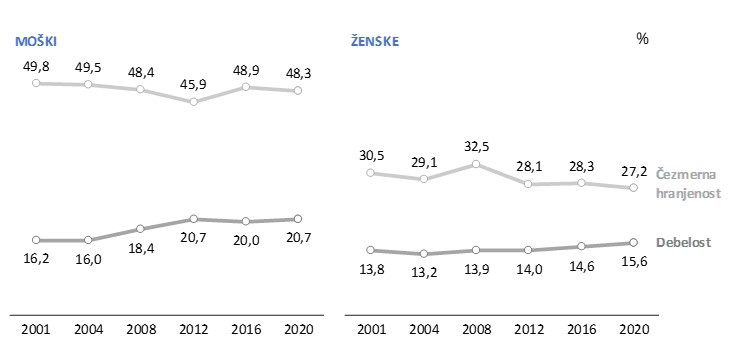 MOŠKI
49,8 49,5 48,4 45,9 48,9 48,3
16,2 16,0 18,4 20,7 20,0 20,7
2001 2004 2008 2012 2016 2020
ŽENSKE
%
30,5 29,1 32,5 28,1 28,3 27,2
Čezmerna
hranjenost
Debelost
13,8 13,2 13,9 14,0 14,6 15,6
2001 2004 2008 2012 2016 2020